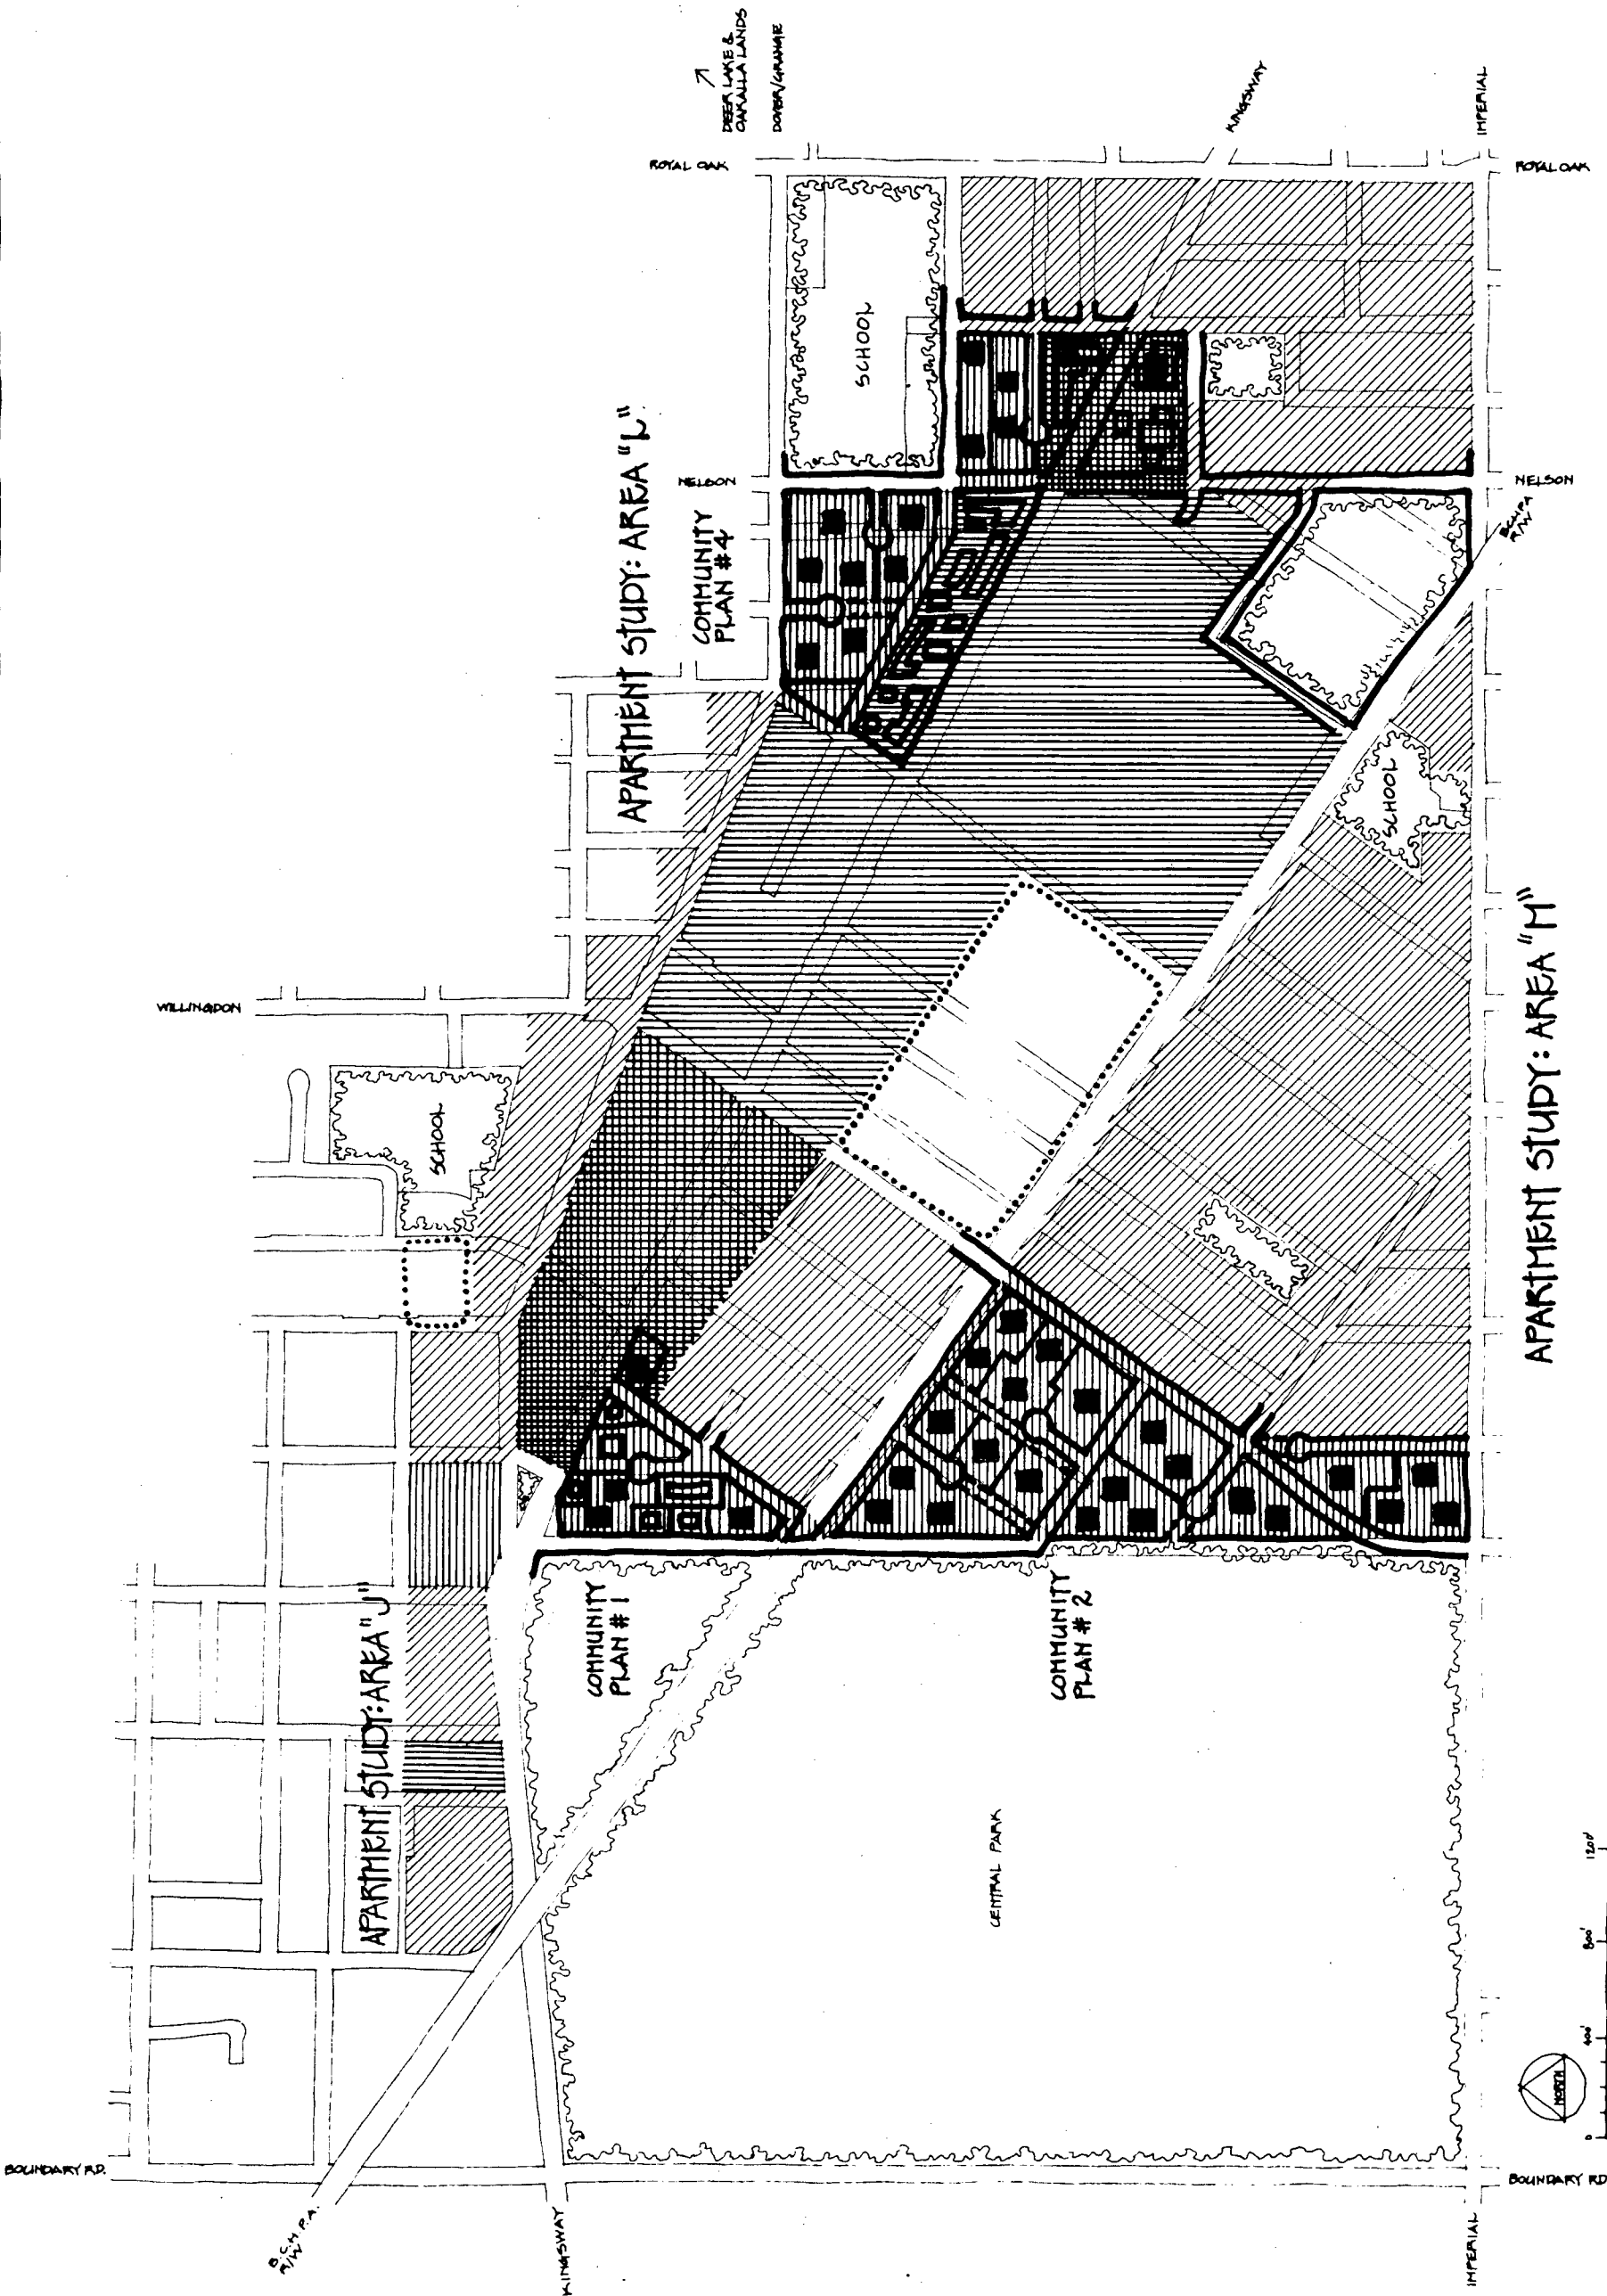 DEER LAKE &
OAKALLA LANDS
DOVER/GRANGE
KINGSWAY
IMPERIAL
ROYAL OAK
ROYAL OAK
SCHOOL
APARTMENT STUDY: AREA "L"
NELSON
NELSON
COMMUNITY
PLAN #4
R/W
SCHOOL
WILLINGDON
SCHOOL
APARTMENT STUDY: AREA "M"
COMMUNITY
PLAN # 1
COMMUNITY
PLAN # 2
APARTMENT STUDY: AREA "J"
CENTRAL PARK
NORTH
0 400' 800' 1200'
BOUNDARY RD.
BOUNDARY RD
B.C.H.P.A.
R/W
KINGSWAY
IMPERIAL